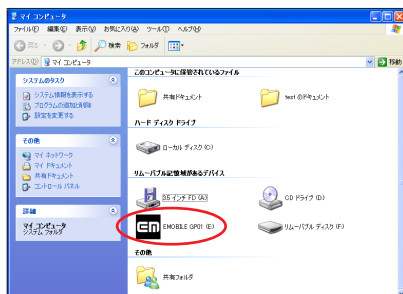 マイ コンピュータ
ファイル(F) 編集(E) 表示(V) お気に入り(A) ツール(T) ヘルプ(H)
戻る 検索 フォルダ
アドレス(D) マイ コンピュータ 移動
システムのタスク
システム情報を表示する
プログラムの追加と削除
設定を変更する
その他
マイ ネットワーク
マイ ドキュメント
共有ドキュメント
コントロール パネル
詳細
マイ コンピュータ
システム フォルダ
このコンピュータに保管されているファイル
共有ドキュメント test のドキュメント
ハード ディスク ドライブ
ローカル ディスク (C:)
リムーバブル記憶域があるデバイス
3.5 インチ FD (A:) CD ドライブ (D:)
EMOBILE GP01 (E:) リムーバブル ディスク (F:)
その他
共有フォルダ